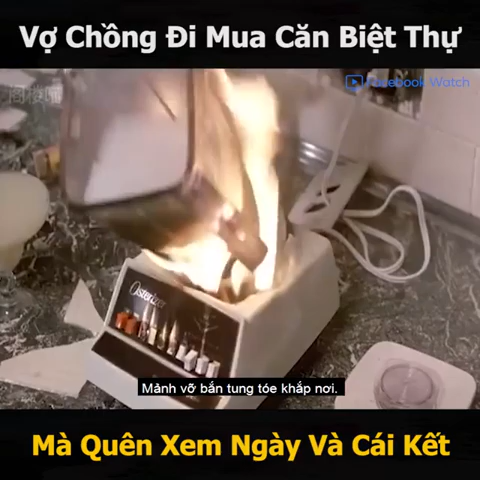 Vợ Chồng Đi Mua Căn Biệt Thự
Facebook Watch
Osterizer
Mảnh vỡ bắn tung tóe khắp nơi.
Mà Quên Xem Ngày Và Cái Kết